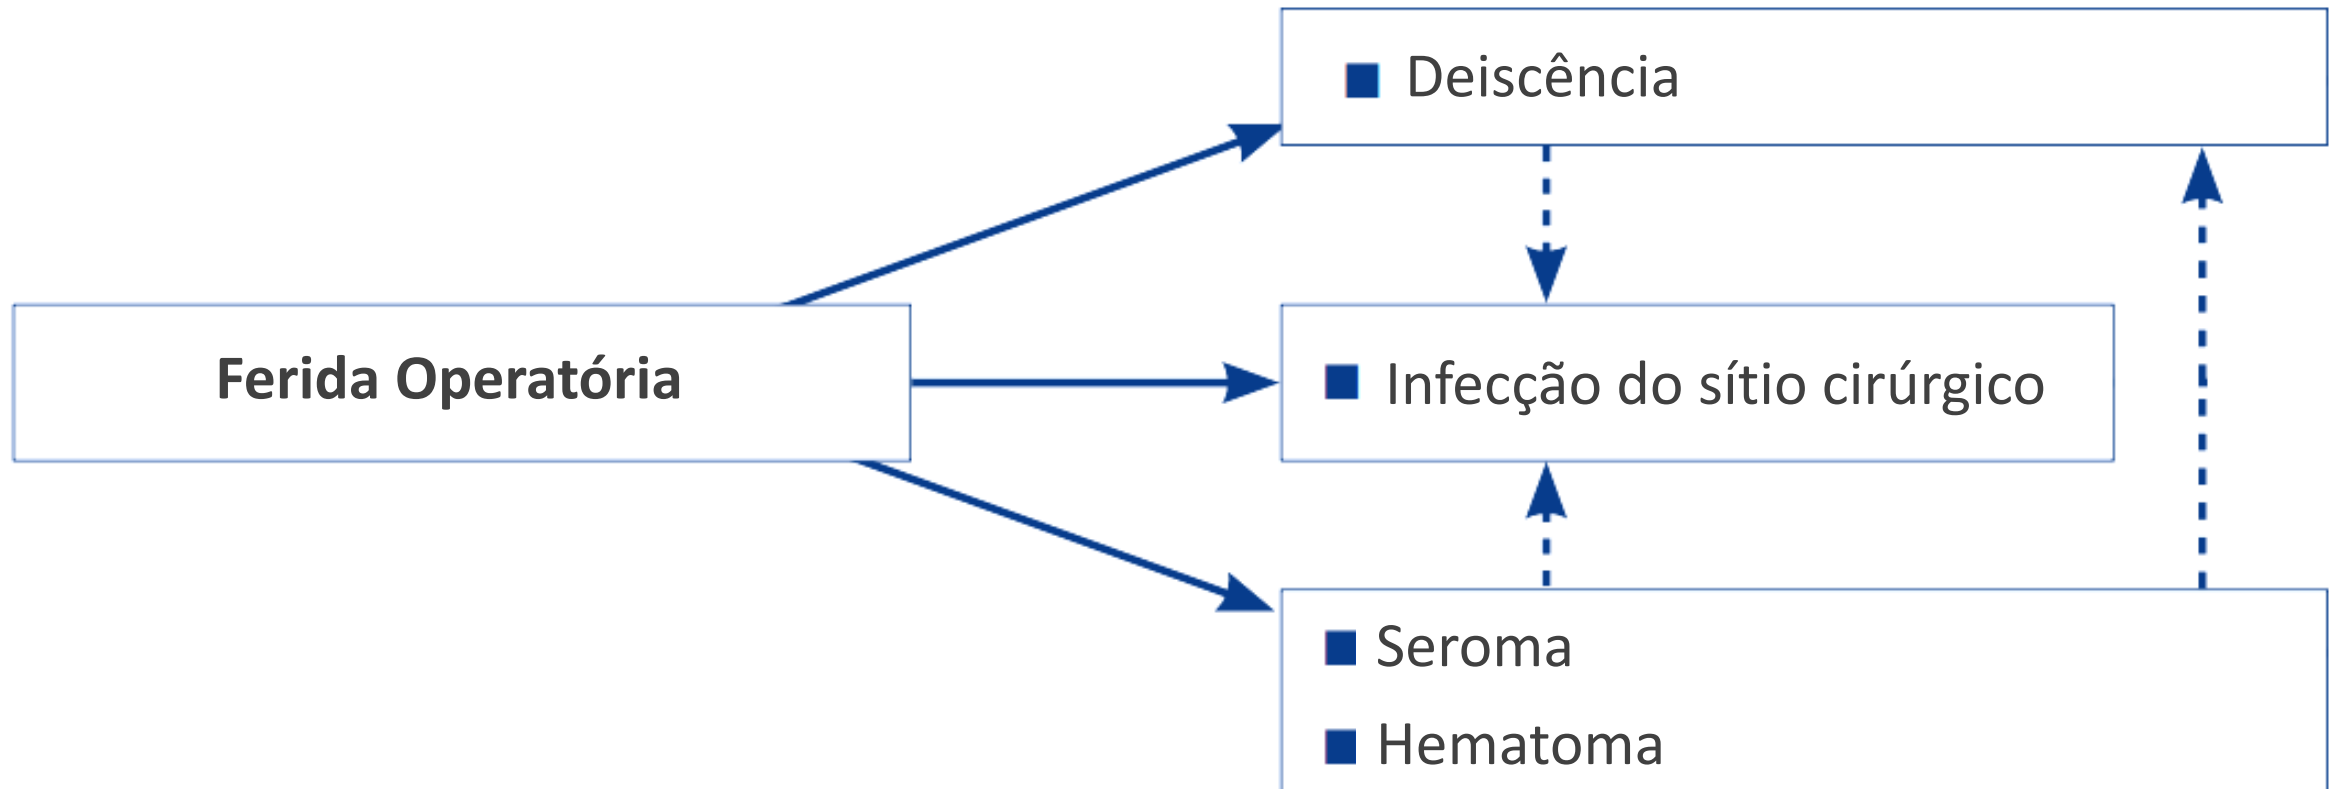 Deiscência
Ferida Operatória
Infecção do sítio cirúrgico
Seroma
Hematoma